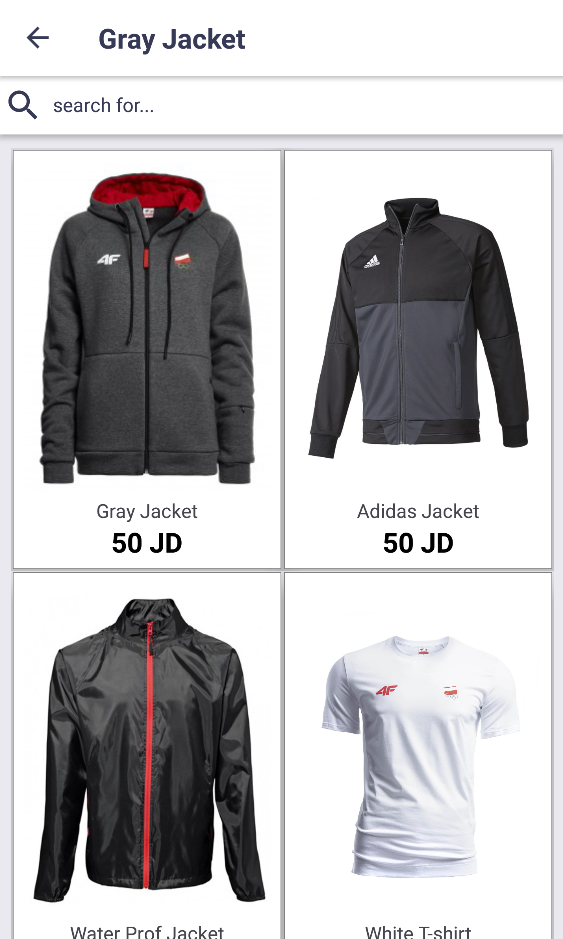 Gray Jacket
search for...
4F
adidas
Gray Jacket
50 JD
Adidas Jacket
50 JD
4F
Water Prof Jacket
White T-shirt